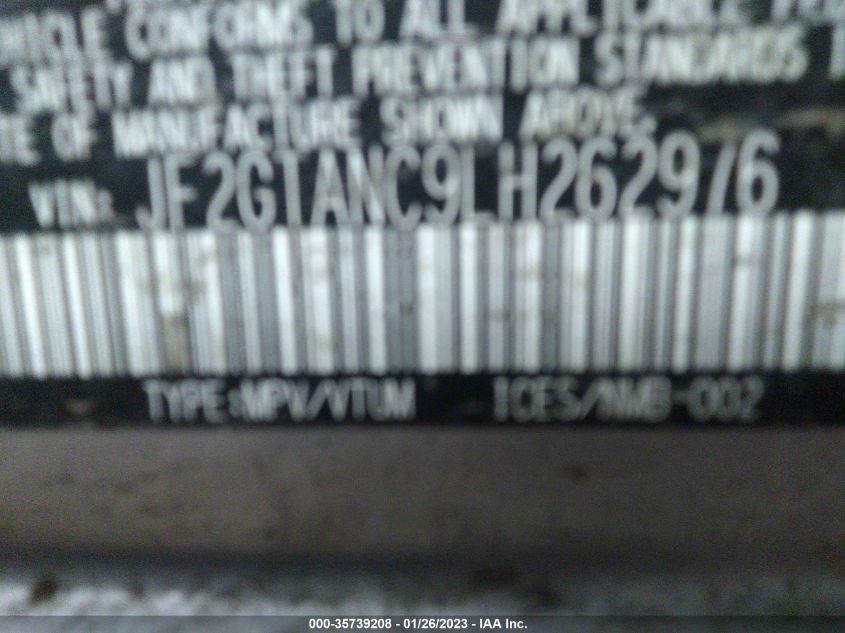 VEHICLE CONFORMS TO ALL APPLICABLE
SAFETY AND THEFT PREVENTION STANDARDS
OF MANUFACTURE SHOWN ABOVE.
VIN: JF2GTANC9LH262976
TYPE:MPV/VTUM ICES/NMB-002
000-35739208 - 01/26/2023 - IAA Inc.